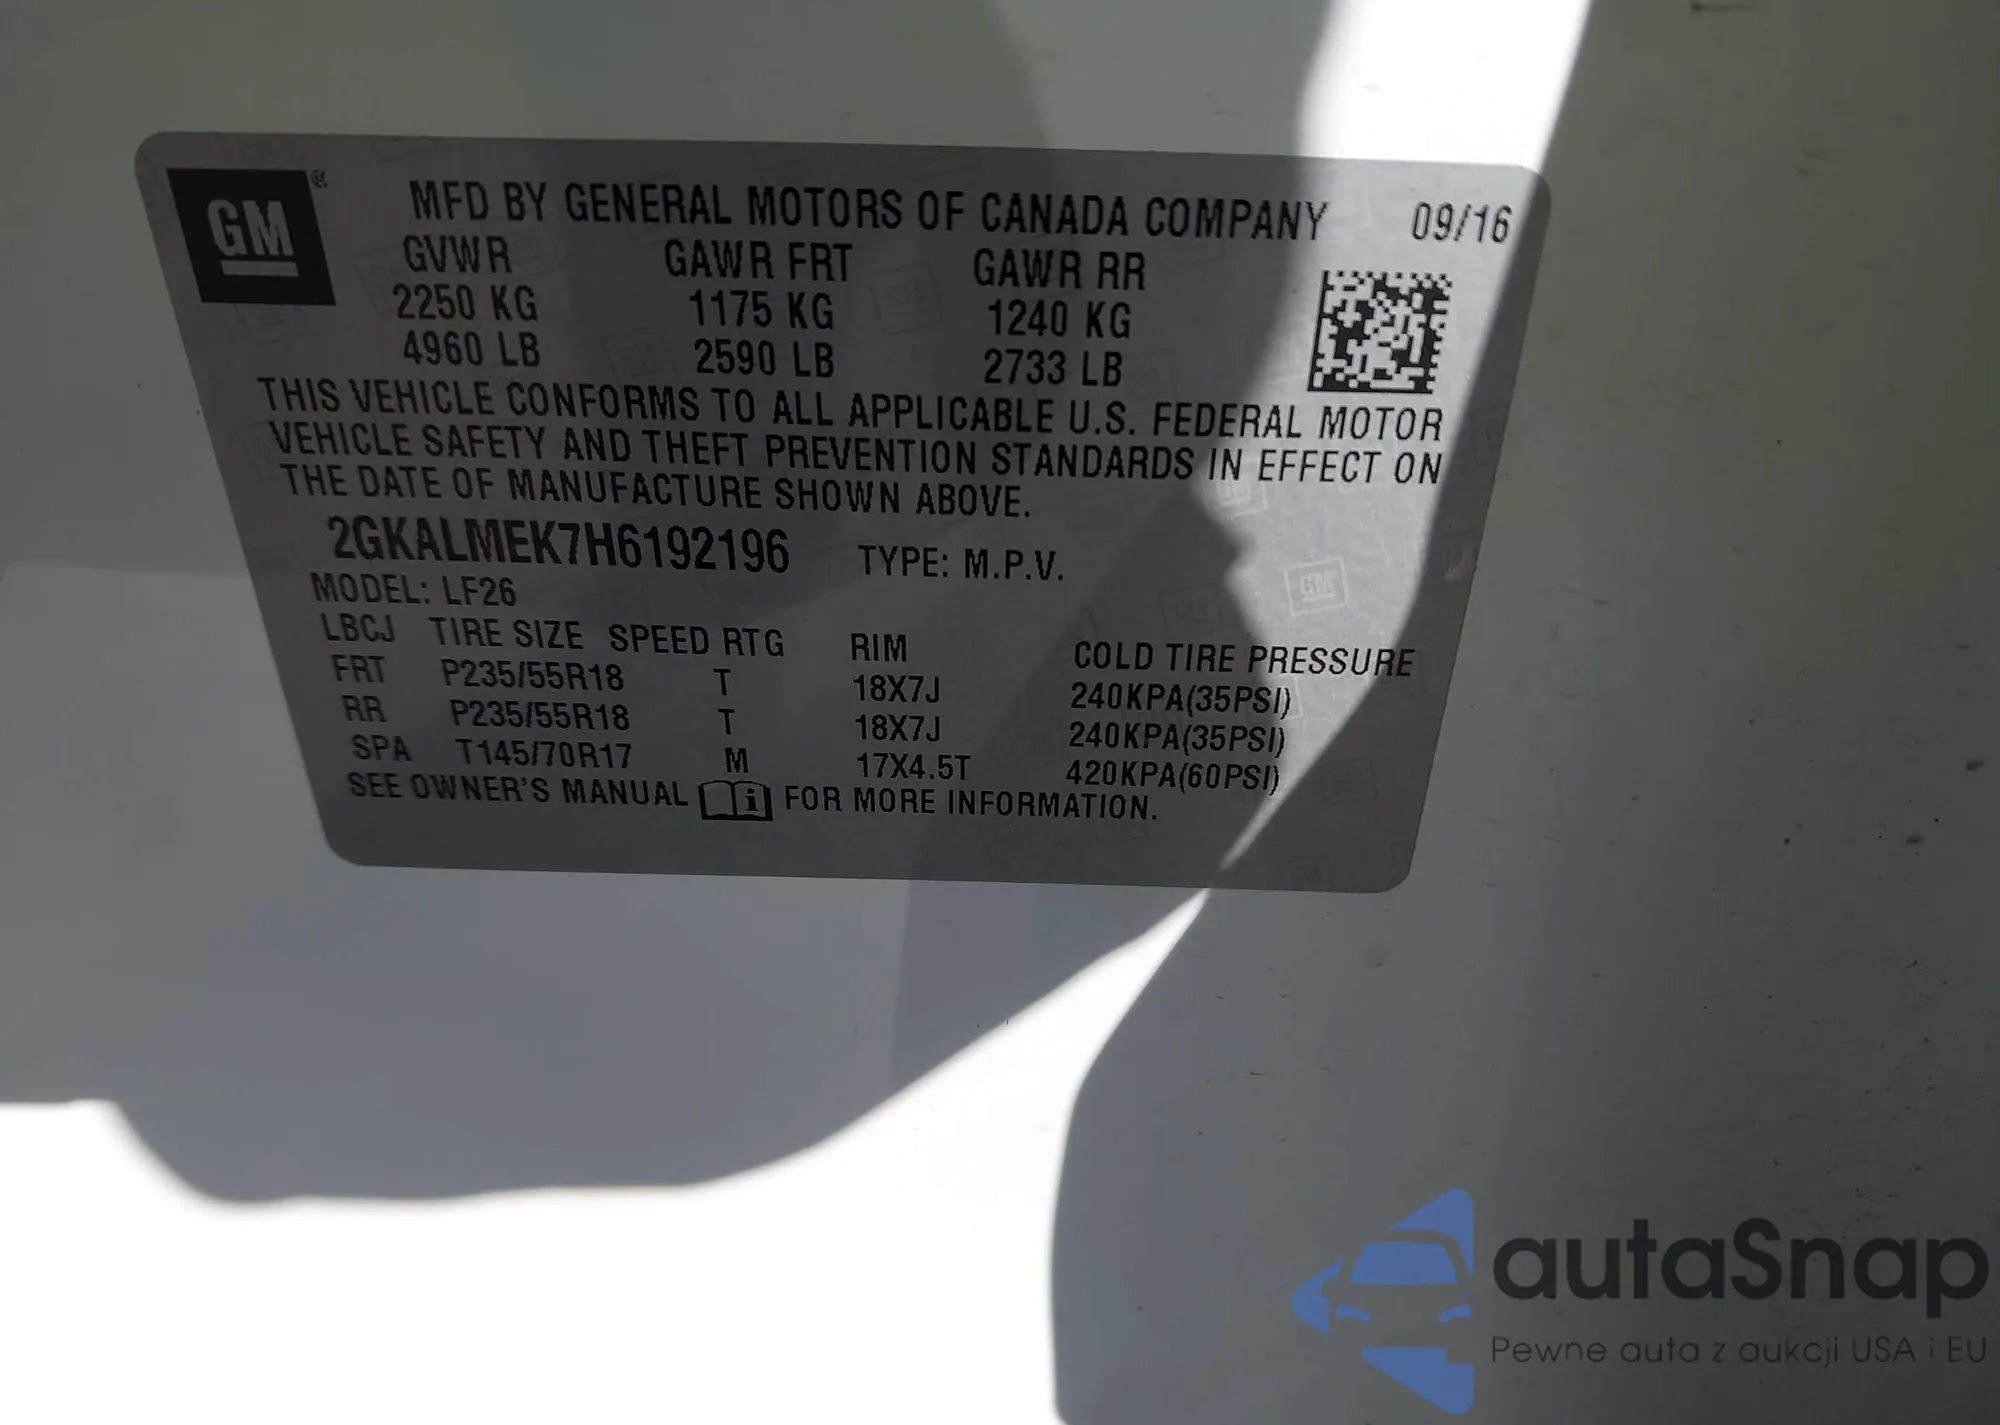 GM
MFD BY GENERAL MOTORS OF CANADA COMPANY 09/16
GVWR GAWR FRT GAWR RR
2250 KG 1175 KG 1240 KG
4960 LB 2590 LB 2733 LB
THIS VEHICLE CONFORMS TO ALL APPLICABLE U.S. FEDERAL MOTOR
VEHICLE SAFETY AND THEFT PREVENTION STANDARDS IN EFFECT ON
THE DATE OF MANUFACTURE SHOWN ABOVE.
2GKALMEK7H6192196 TYPE: M.P.V.
MODEL: LF26
LBCJ TIRE SIZE SPEED RTG RIM COLD TIRE PRESSURE
FRT P235/55R18 T 18X7J 240KPA(35PSI)
RR P235/55R18 T 18X7J 240KPA(35PSI)
SPA T145/70R17 M 17X4.5T 420KPA(60PSI)
SEE OWNER'S MANUAL i FOR MORE INFORMATION.
autaSnap
Pewne auta z aukcji USA i EU